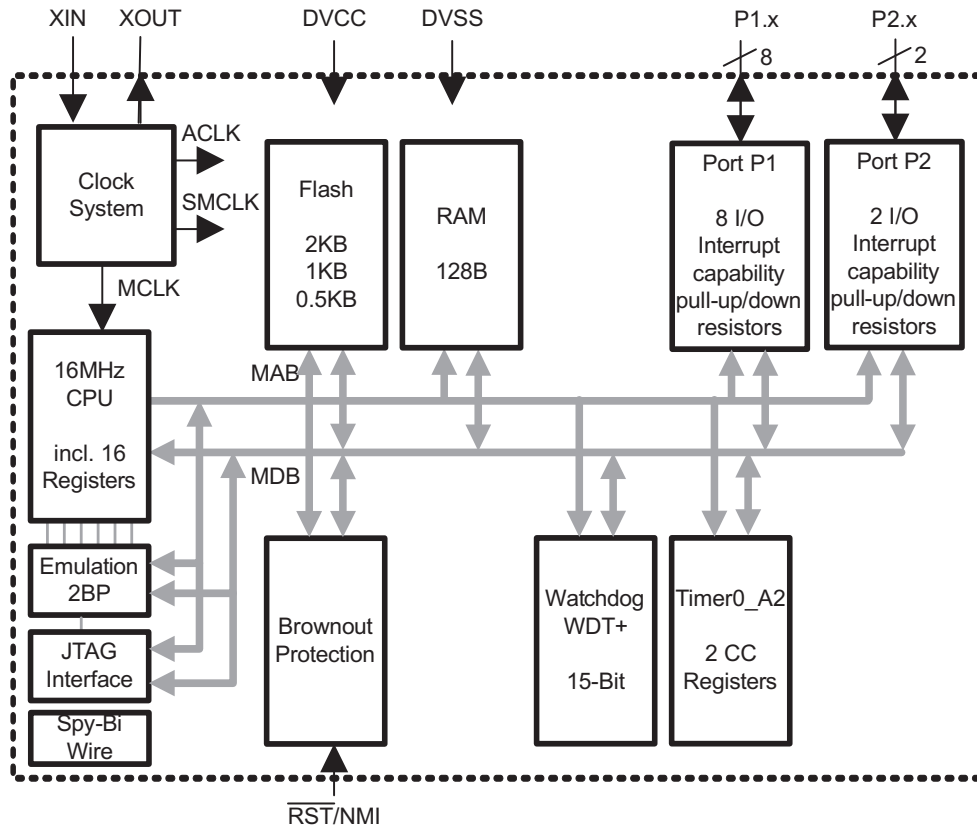 XIN
XOUT
DVCC
DVSS
P1.x
P2.x
8
2
Clock
System
ACLK
SMCLK
MCLK
Flash
2KB
1KB
0.5KB
RAM
128B
Port P1
8 I/O
Interrupt
capability
pull-up/down
resistors
Port P2
2 I/O
Interrupt
capability
pull-up/down
resistors
16MHz
CPU
incl. 16
Registers
MAB
MDB
Emulation
2BP
JTAG
Interface
Spy-Bi
Wire
Brownout
Protection
Watchdog
WDT+
15-Bit
Timer0_A2
2 CC
Registers
RST/NMI